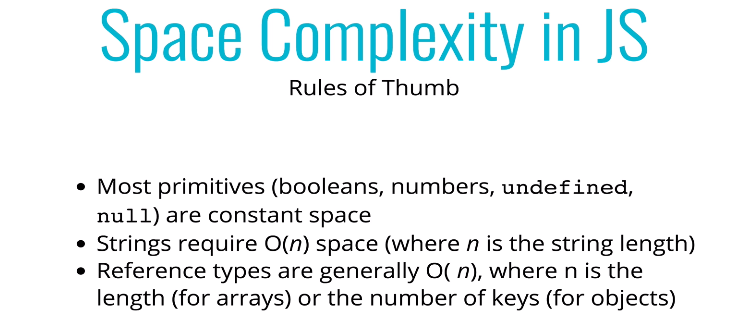 Space Complexity in JS
Rules of Thumb
• Most primitives (booleans, numbers, undefined,
null) are constant space
• Strings require O(n) space (where n is the string length)
• Reference types are generally O( n), where n is the
length (for arrays) or the number of keys (for objects)